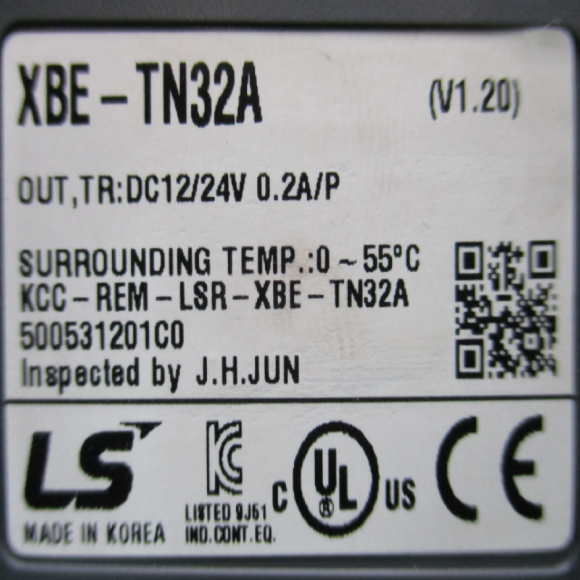 XBE-TN32A (V1.20)
OUT,TR:DC12/24V 0.2A/P
SURROUNDING TEMP.:0 ~ 55°C
KCC-REM-LSR-XBE-TN32A
500531201C0
Inspected by J.H.JUN
LS
KC
C UL US
®
CE
LISTED 9J61
IND.CONT.EQ.
MADE IN KOREA